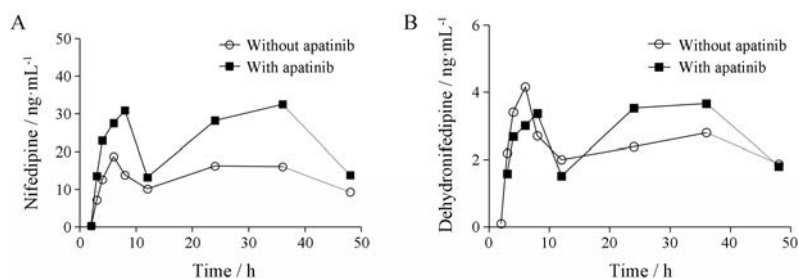 A
Nifedipine / ng·mL⁻¹
50
40
30
20
10
0
Without apatinib
With apatinib
0 10 20 30 40 50
Time / h
B
Dehydronifedipine / ng·mL⁻¹
6
4
2
0
Without apatinib
With apatinib
0 10 20 30 40 50
Time / h